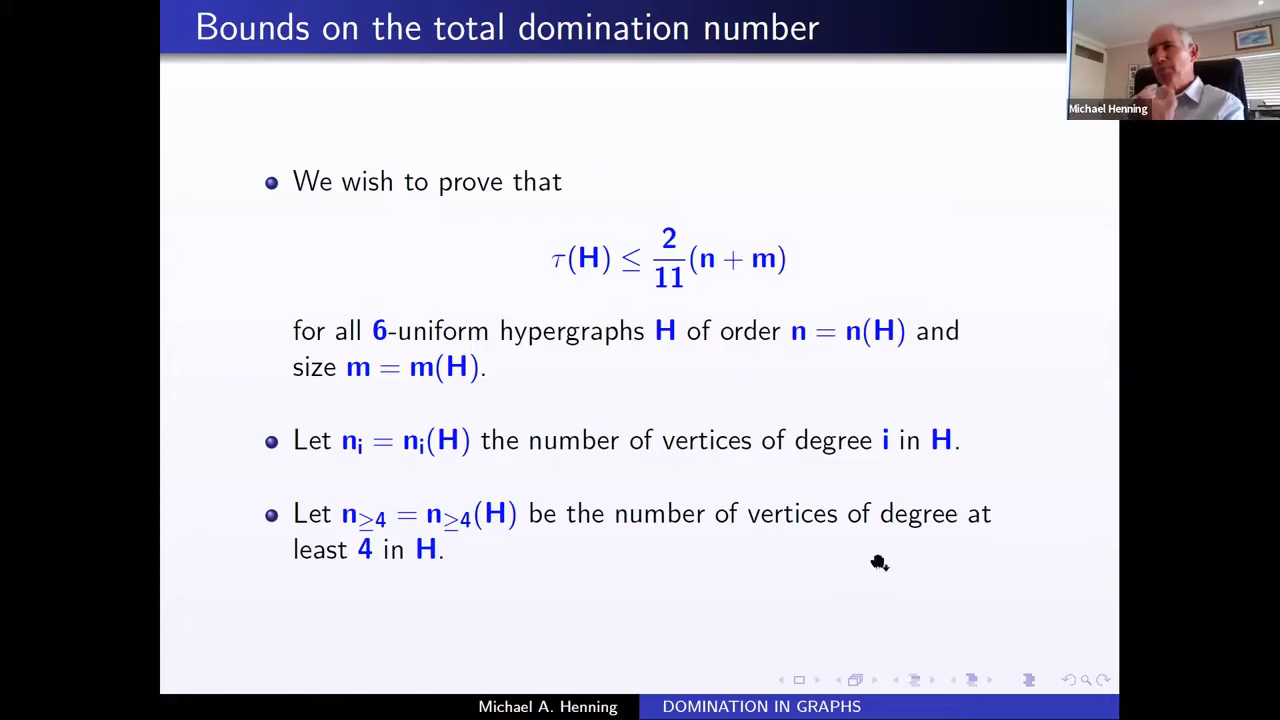 Bounds on the total domination number
Michael Henning
We wish to prove that
τ(H) ≤ 2/11 (n + m)
for all 6-uniform hypergraphs H of order n = n(H) and
size m = m(H).
Let nᵢ = nᵢ(H) the number of vertices of degree i in H.
Let n≥4 = n≥4(H) be the number of vertices of degree at
least 4 in H.
Michael A. Henning
DOMINATION IN GRAPHS